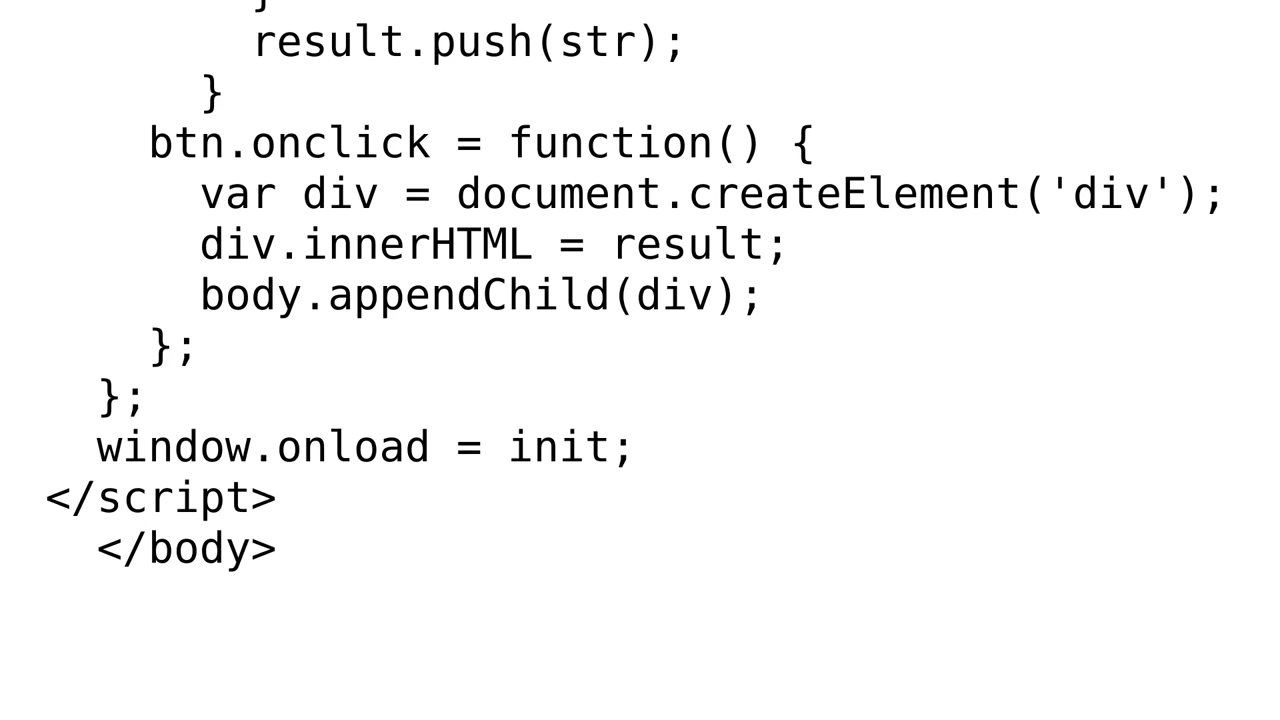 }
result.push(str);
}
btn.onclick = function() {
var div = document.createElement('div');
div.innerHTML = result;
body.appendChild(div);
};
};
window.onload = init;
</script>
</body>